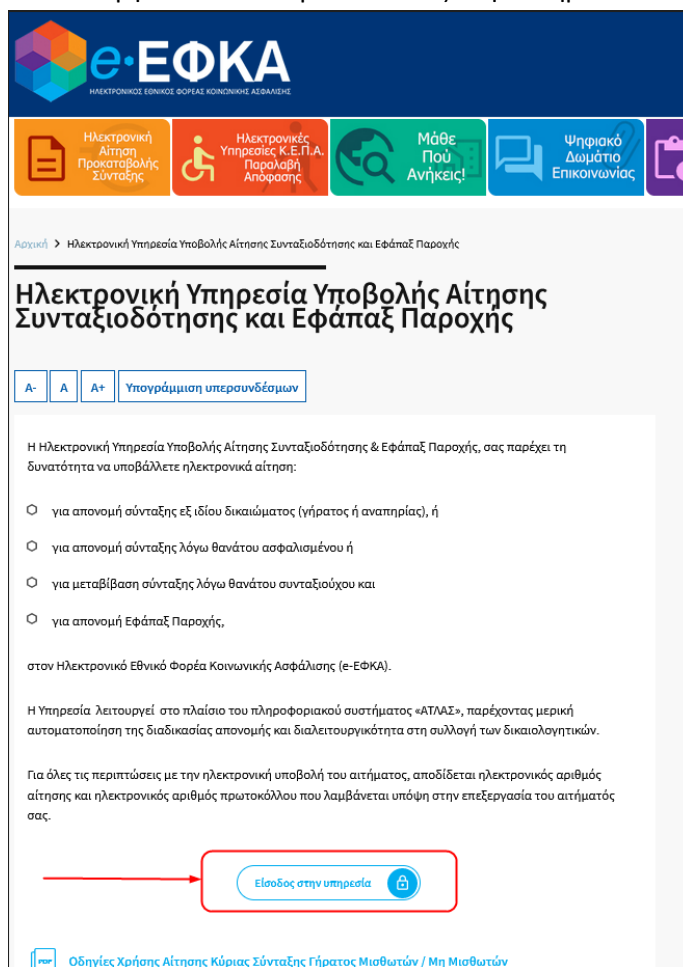 e-ΕΦΚΑ
ΗΛΕΚΤΡΟΝΙΚΟΣ ΕΘΝΙΚΟΣ ΦΟΡΕΑΣ ΚΟΙΝΩΝΙΚΗΣ ΑΣΦΑΛΙΣΗΣ
Ηλεκτρονική
Αίτηση
Προκαταβολής
Σύνταξης
Ηλεκτρονικές
Υπηρεσίες Κ.Ε.Π.Α.
Παραλαβή
Απόφασης
Μάθε
Πού
Ανήκεις!
Ψηφιακό
Δωμάτιο
Επικοινωνίας
Αρχική > Ηλεκτρονική Υπηρεσία Υποβολής Αίτησης Συνταξιοδότησης και Εφάπαξ Παροχής
Ηλεκτρονική Υπηρεσία Υποβολής Αίτησης
Συνταξιοδότησης και Εφάπαξ Παροχής
A-
A
A+
Υπογράμμιση υπερσυνδέσμων
Η Ηλεκτρονική Υπηρεσία Υποβολής Αίτησης Συνταξιοδότησης & Εφάπαξ Παροχής, σας παρέχει τη
δυνατότητα να υποβάλλετε ηλεκτρονικά αίτηση:
για απονομή σύνταξης εξ ιδίου δικαιώματος (γήρατος ή αναπηρίας), ή
για απονομή σύνταξης λόγω θανάτου ασφαλισμένου ή
για μεταβίβαση σύνταξης λόγω θανάτου συνταξιούχου και
για απονομή Εφάπαξ Παροχής,
στον Ηλεκτρονικό Εθνικό Φορέα Κοινωνικής Ασφάλισης (e-ΕΦΚΑ).
Η Υπηρεσία λειτουργεί στο πλαίσιο του πληροφοριακού συστήματος «ΑΤΛΑΣ», παρέχοντας μερική
αυτοματοποίηση της διαδικασίας απονομής και διαλειτουργικότητα στη συλλογή των δικαιολογητικών.
Για όλες τις περιπτώσεις με την ηλεκτρονική υποβολή του αιτήματος, αποδίδεται ηλεκτρονικός αριθμός
αίτησης και ηλεκτρονικός αριθμός πρωτοκόλλου που λαμβάνεται υπόψη στην επεξεργασία του αιτήματός
σας.
Είσοδος στην υπηρεσία
PDF Οδηγίες Χρήσης Αίτησης Κύριας Σύνταξης Γήρατος Μισθωτών / Μη Μισθωτών